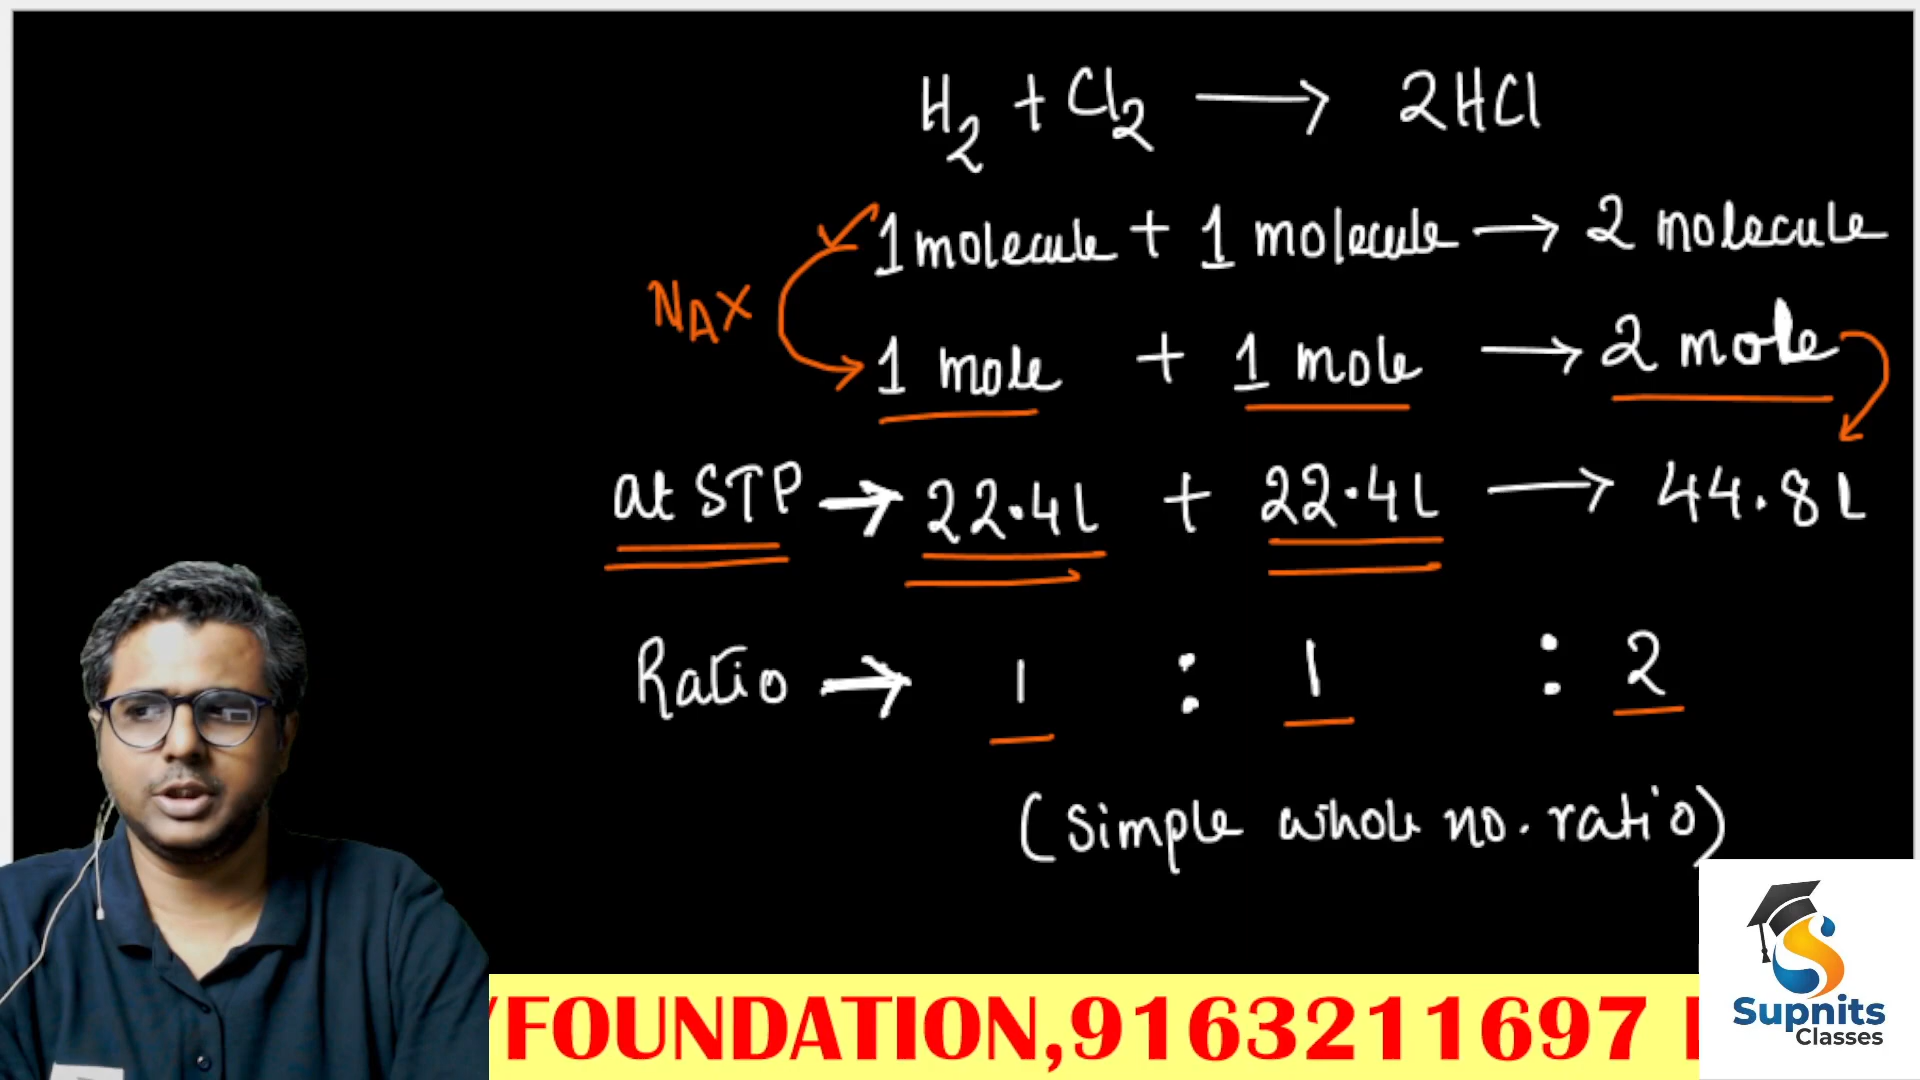 H₂ + Cl₂ → 2HCl
1 molecule + 1 molecule → 2 molecule
NA X
1 mole + 1 mole → 2 mole
at STP → 22.4L + 22.4L → 44.8L
Ratio → 1 : 1 : 2
(simple whole no. ratio)
/FOUNDATION,9163211697
Supnits
Classes